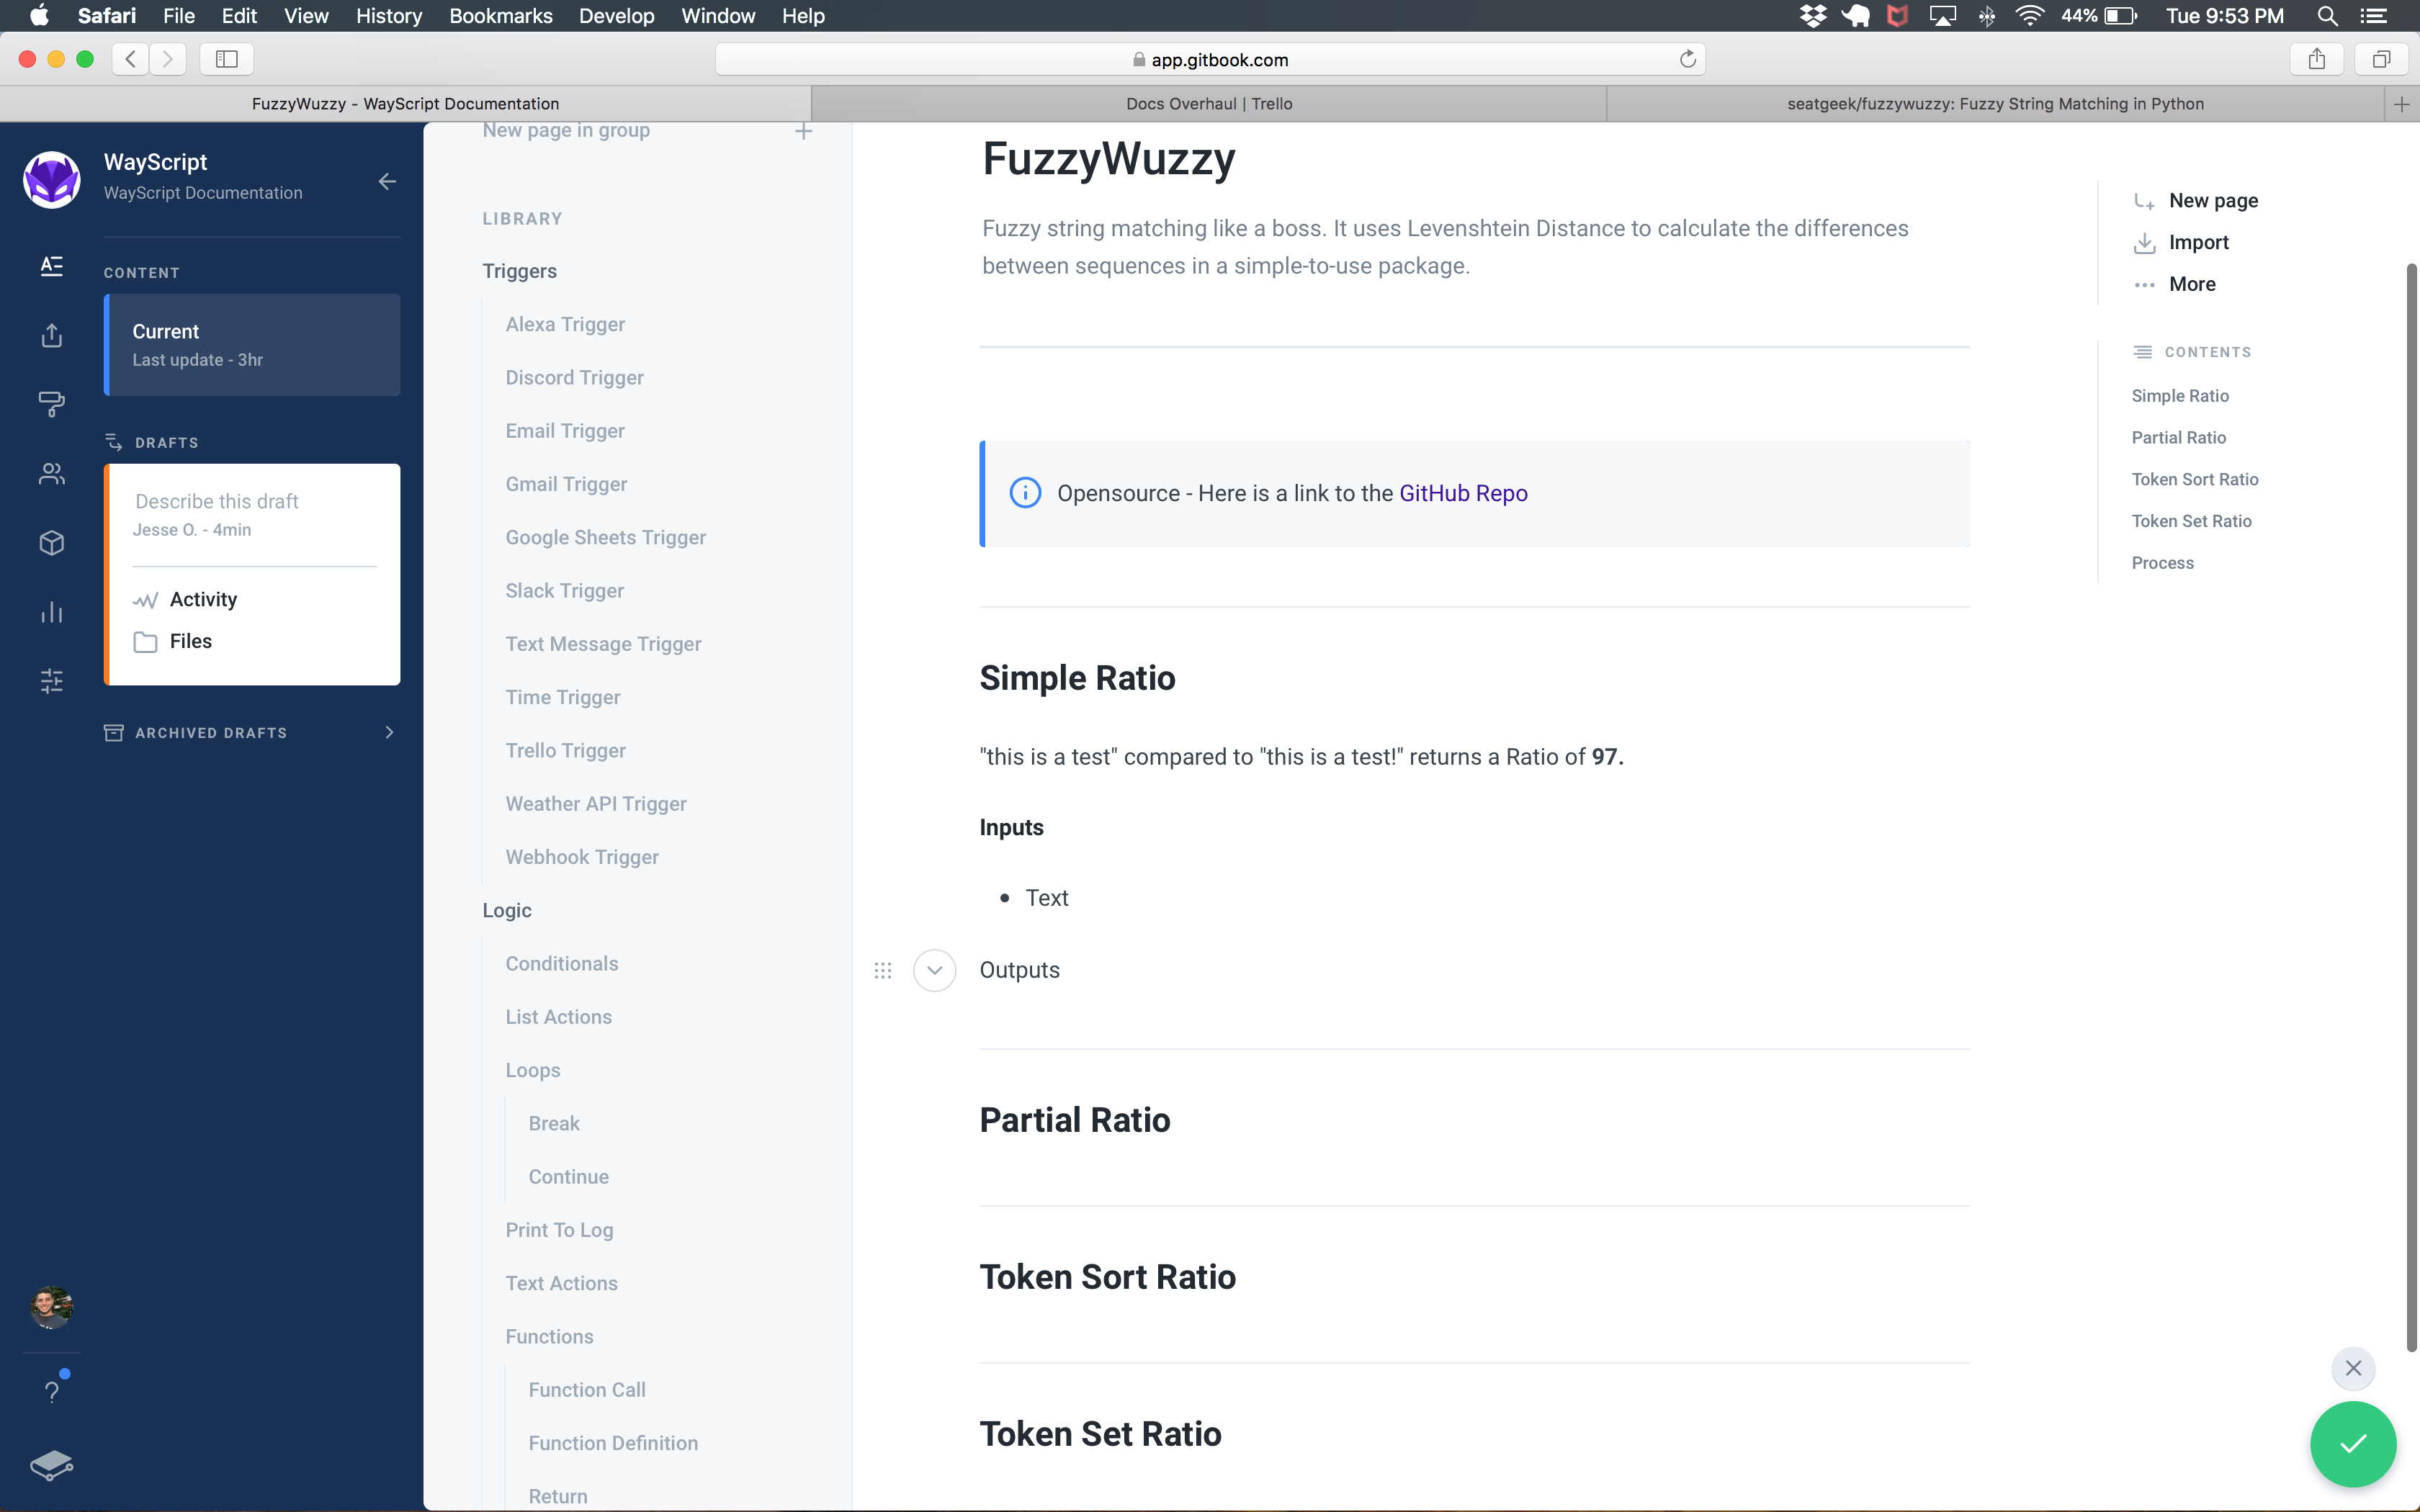 Safari File Edit View History Bookmarks Develop Window Help 44% Tue 9:53 PM
app.gitbook.com
FuzzyWuzzy - WayScript Documentation
Docs Overhaul | Trello
seatgeek/fuzzywuzzy: Fuzzy String Matching in Python
WayScript
WayScript Documentation
CONTENT
Current
Last update - 3hr
DRAFTS
Describe this draft
Jesse O. - 4min
Activity
Files
ARCHIVED DRAFTS
New page in group
LIBRARY
Triggers
Alexa Trigger
Discord Trigger
Email Trigger
Gmail Trigger
Google Sheets Trigger
Slack Trigger
Text Message Trigger
Time Trigger
Trello Trigger
Weather API Trigger
Webhook Trigger
Logic
Conditionals
List Actions
Loops
Break
Continue
Print To Log
Text Actions
Functions
Function Call
Function Definition
Return
FuzzyWuzzy
Fuzzy string matching like a boss. It uses Levenshtein Distance to calculate the differences
between sequences in a simple-to-use package.
Opensource - Here is a link to the GitHub Repo
Simple Ratio
"this is a test" compared to "this is a test!" returns a Ratio of 97.
Inputs
• Text
Outputs
Partial Ratio
Token Sort Ratio
Token Set Ratio
New page
Import
More
CONTENTS
Simple Ratio
Partial Ratio
Token Sort Ratio
Token Set Ratio
Process